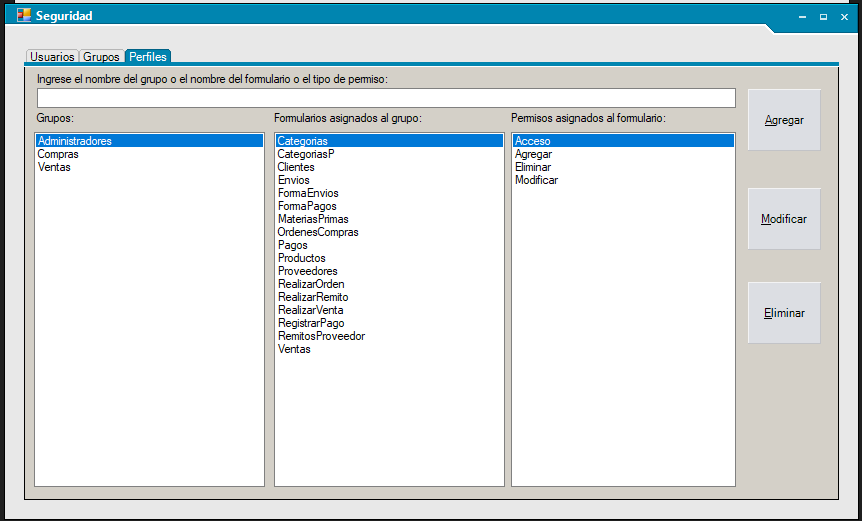 Seguridad
Usuarios Grupos Perfiles
Ingrese el nombre del grupo o el nombre del formulario o el tipo de permiso:
Grupos:
Administradores
Compras
Ventas
Formularios asignados al grupo:
Categorias
CategoriasP
Clientes
Envios
FormaEnvios
FormaPagos
MateriasPrimas
OrdenesCompras
Pagos
Productos
Proveedores
RealizarOrden
RealizarRemito
RealizarVenta
RegistrarPago
RemitosProveedor
Ventas
Permisos asignados al formulario:
Acceso
Agregar
Eliminar
Modificar
Agregar
Modificar
Eliminar